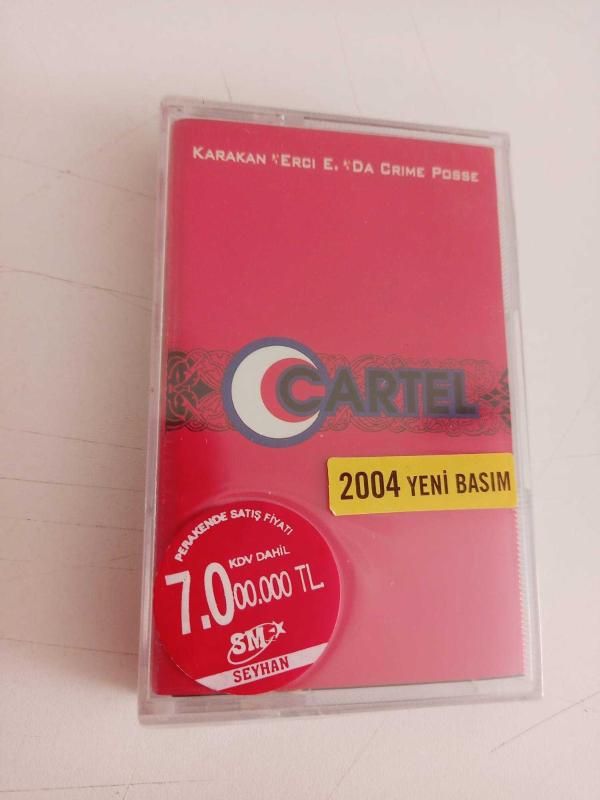 KARAKAN ERCI E. DA CRIME POSSE
CARTEL
2004 YENİ BASIM
PERAKENDE SATIŞ FİYATI
KDV DAHİL
7.000.000 TL.
SM
SEYHAN